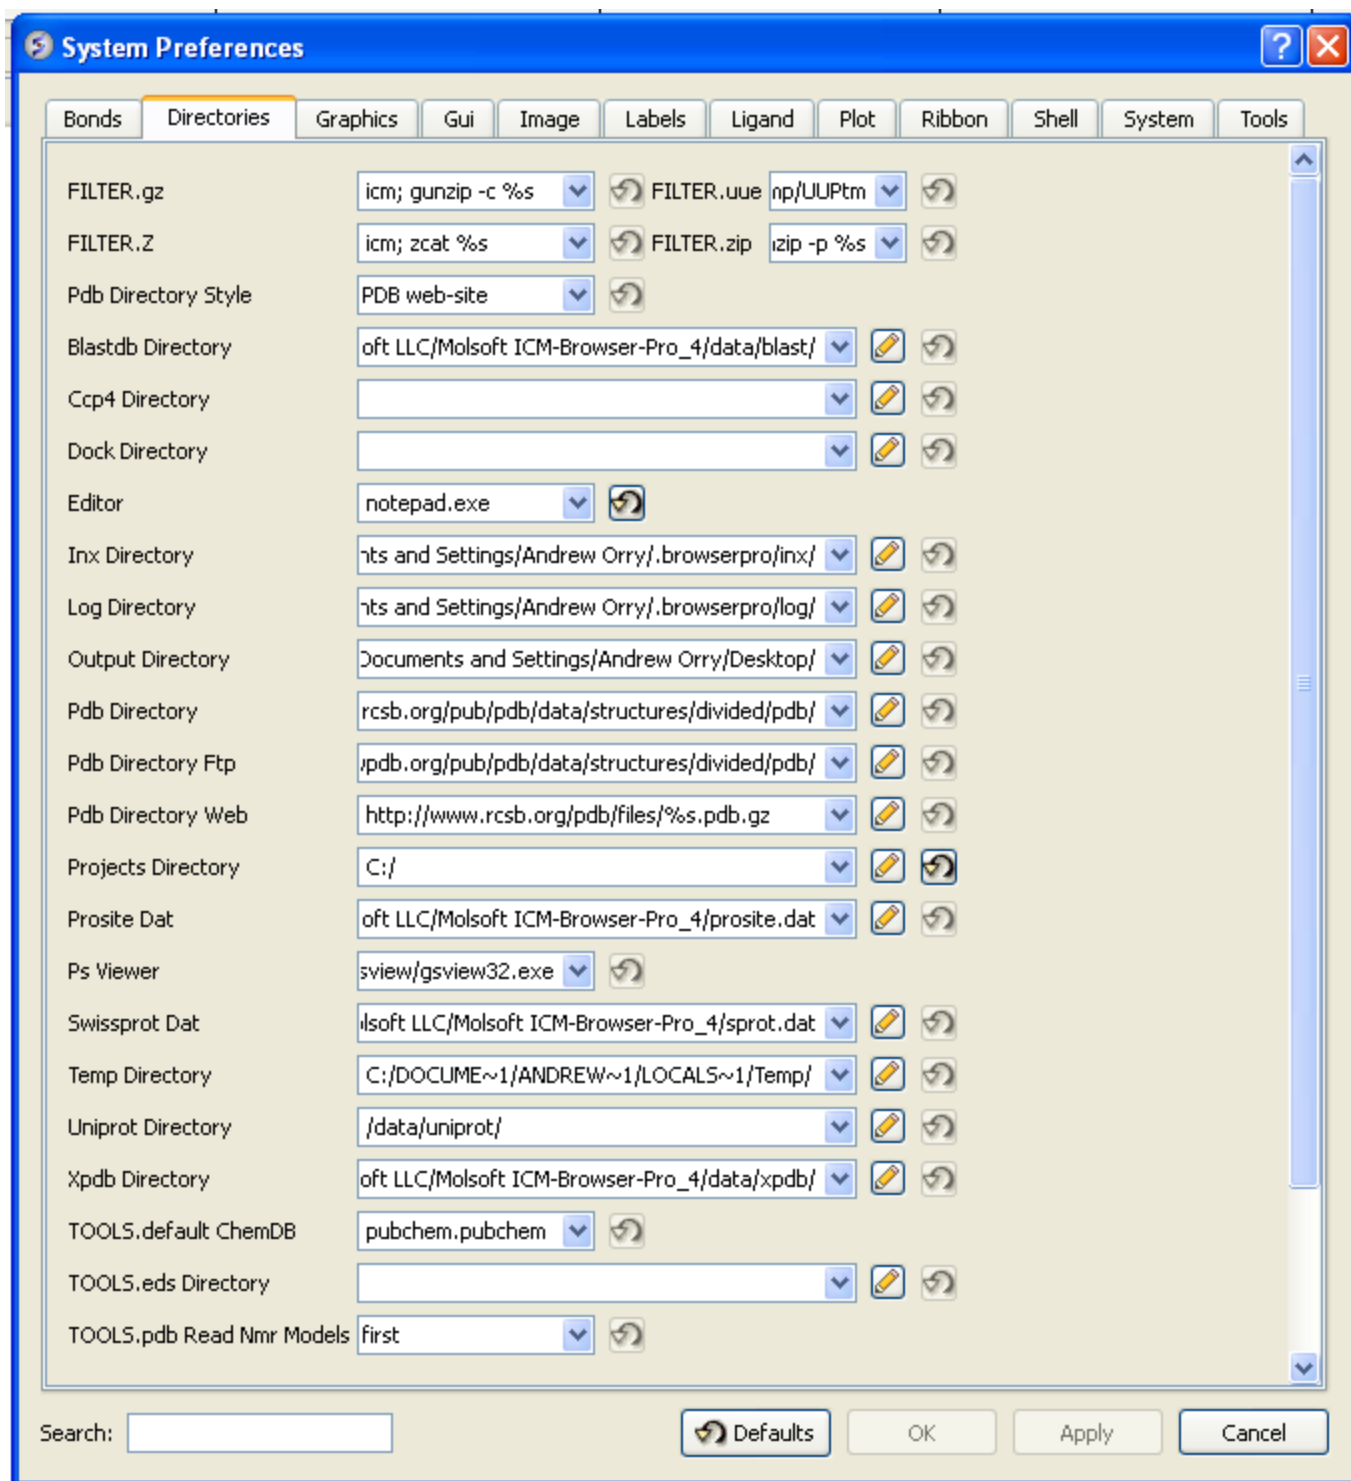 System Preferences
Bonds Directories Graphics Gui Image Labels Ligand Plot Ribbon Shell System Tools
FILTER.gz icm; gunzip -c %s FILTER.uue np/UUPtm
FILTER.Z icm; zcat %s FILTER.zip zip -p %s
Pdb Directory Style PDB web-site
Blastdb Directory oft LLC/Molsoft ICM-Browser-Pro_4/data/blast/
Ccp4 Directory
Dock Directory
Editor notepad.exe
Inx Directory nts and Settings/Andrew Orry/.browserpro/inx/
Log Directory nts and Settings/Andrew Orry/.browserpro/log/
Output Directory Documents and Settings/Andrew Orry/Desktop/
Pdb Directory rcsb.org/pub/pdb/data/structures/divided/pdb/
Pdb Directory Ftp pdb.org/pub/pdb/data/structures/divided/pdb/
Pdb Directory Web http://www.rcsb.org/pdb/files/%s.pdb.gz
Projects Directory C:/
Prosite Dat oft LLC/Molsoft ICM-Browser-Pro_4/prosite.dat
Ps Viewer sview/gsview32.exe
Swissprot Dat lsoft LLC/Molsoft ICM-Browser-Pro_4/sprot.dat
Temp Directory C:/DOCUME~1/ANDREW~1/LOCALS~1/Temp/
Uniprot Directory /data/uniprot/
Xpdb Directory oft LLC/Molsoft ICM-Browser-Pro_4/data/xpdb/
TOOLS.default ChemDB pubchem.pubchem
TOOLS.eds Directory
TOOLS.pdb Read Nmr Models first
Search: Defaults OK Apply Cancel